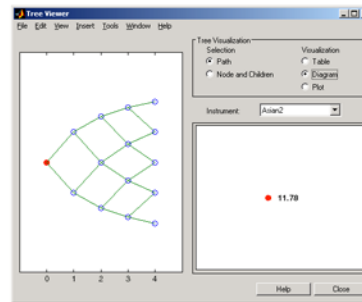 Tree Viewer
File Edit View Insert Tools Window Help
Tree Visualization
Selection
Path
Node and Children
Visualization
Table
Diagram
Plot
Instrument:
Asian2
11.78
0 1 2 3 4
Help
Close